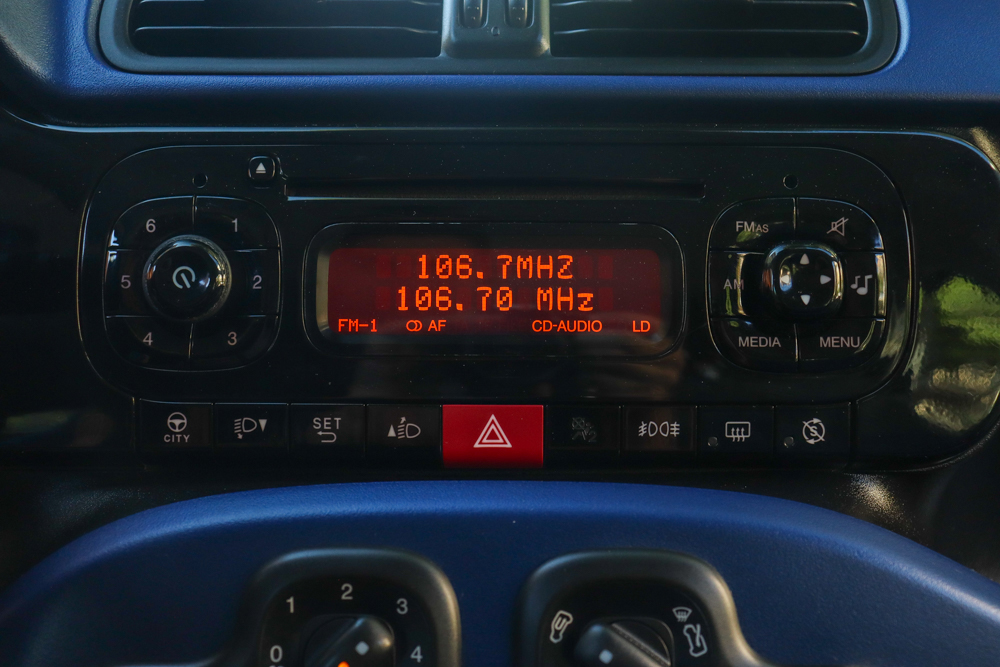 6 1
5 2
4 3
106.7MHZ
106.70 MHz
FM-1 AF CD-AUDIO LD
FMAS
AM
MEDIA MENU
CITY
SET
S
0 1 2 3 4